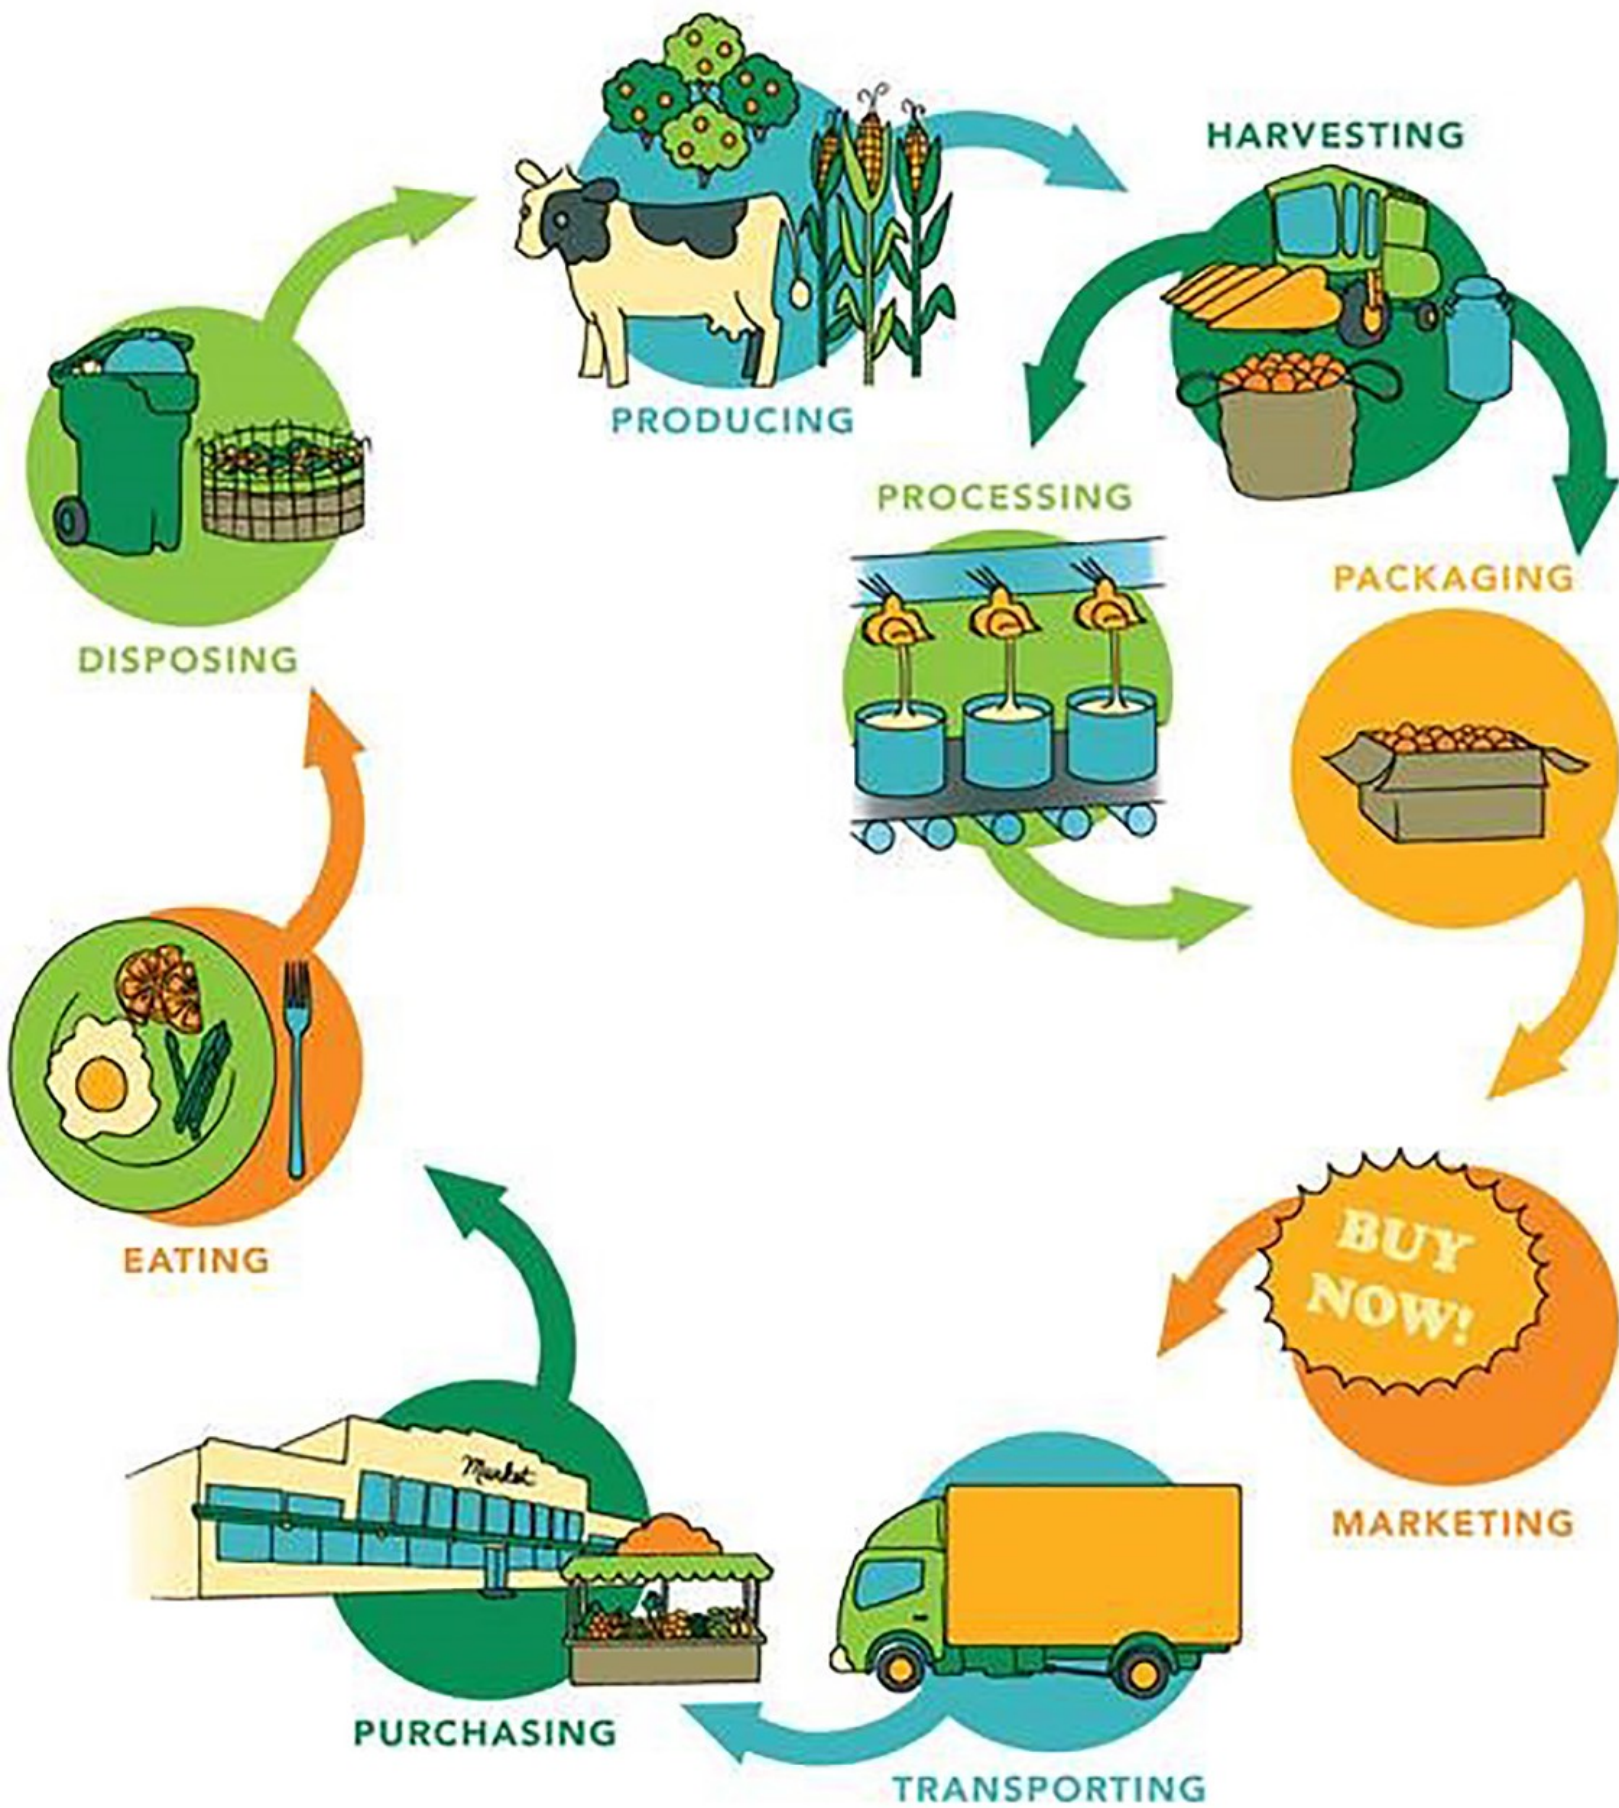 PRODUCING
HARVESTING
PROCESSING
PACKAGING
BUY
NOW!
MARKETING
TRANSPORTING
Market
PURCHASING
EATING
DISPOSING